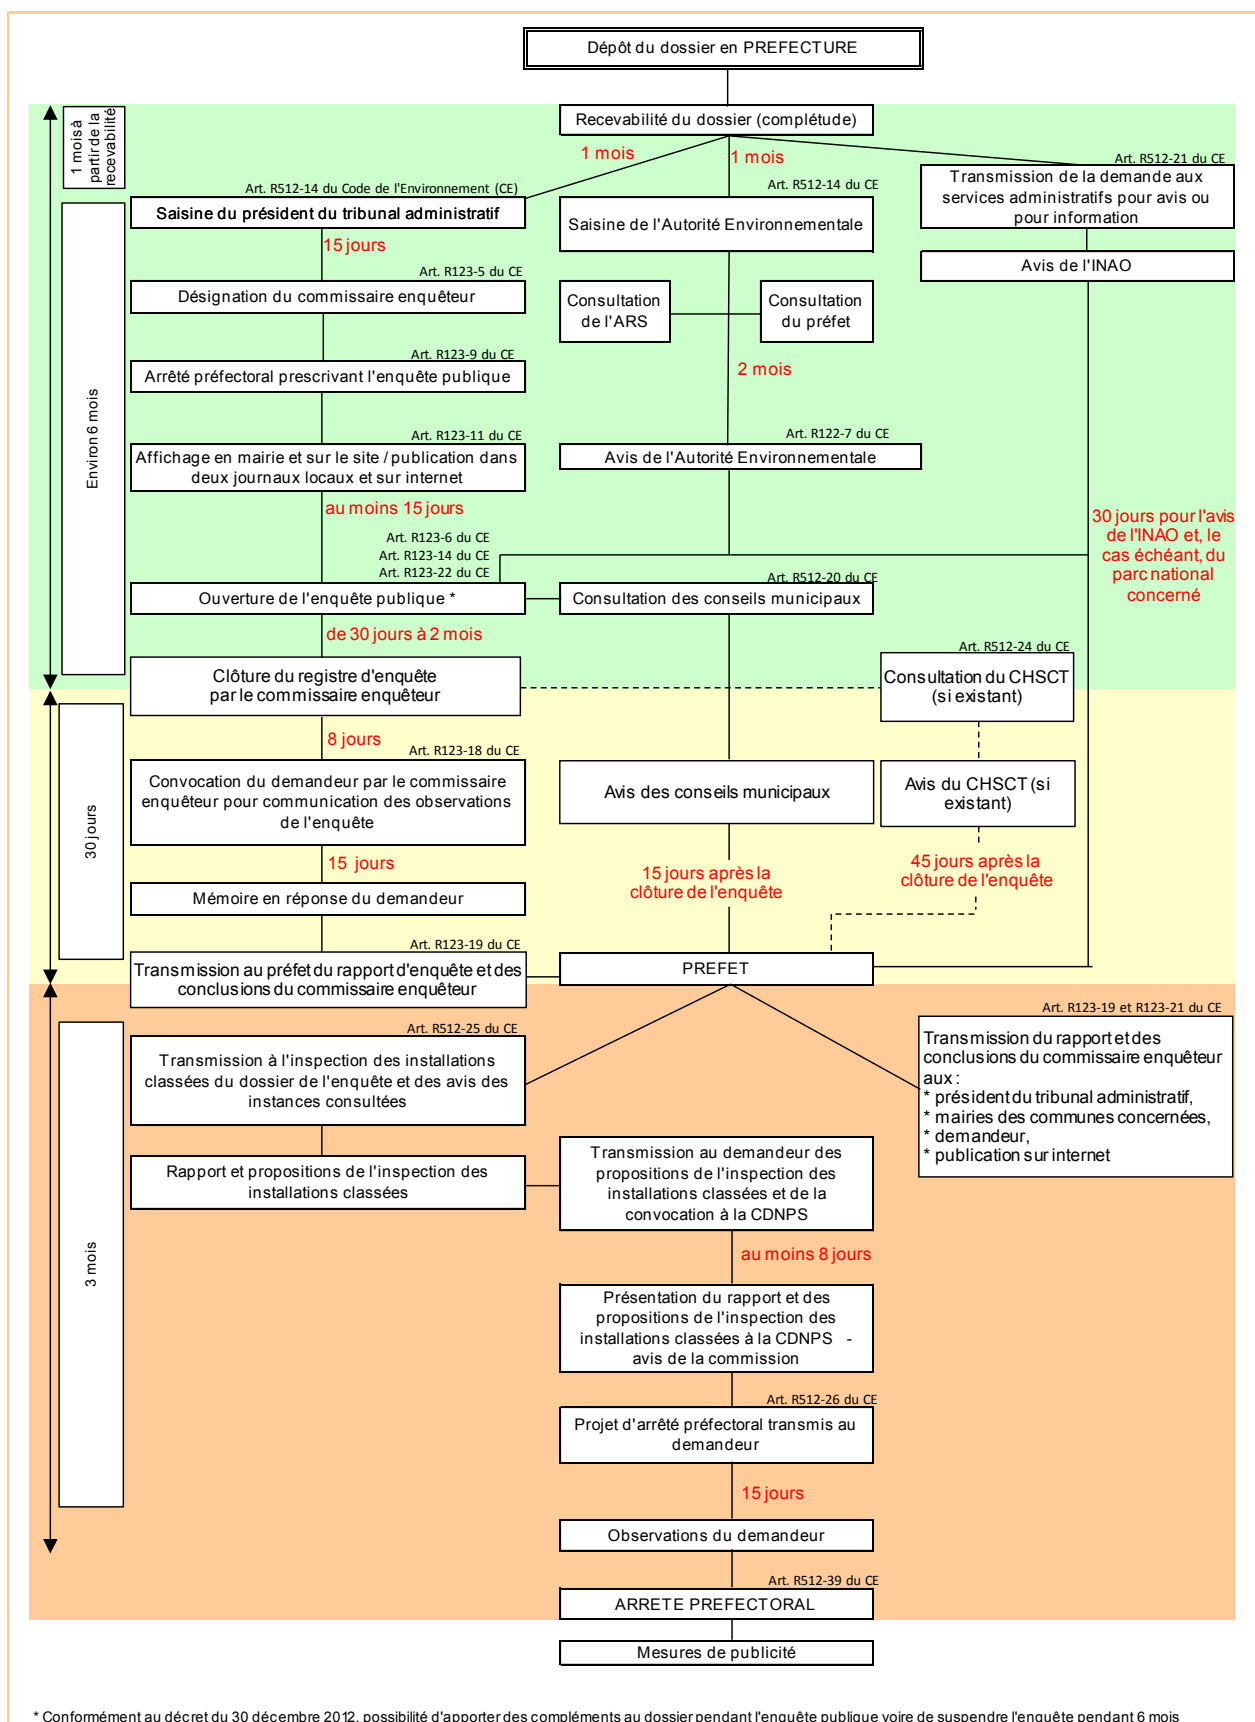 Dépôt du dossier en PREFECTURE
1 mois à
partir de la
recevabilité
Recevabilité du dossier (complétude)
1 mois
1 mois
Art. R512-21 du CE
Art. R512-14 du Code de l'Environnement (CE)
Art. R512-14 du CE
Transmission de la demande aux
services administratifs pour avis ou
pour information
Saisine du président du tribunal administratif
Saisine de l'Autorité Environnementale
15 jours
Avis de l'INAO
Art. R123-5 du CE
Désignation du commissaire enquêteur
Consultation
de l'ARS
Consultation
du préfet
Art. R123-9 du CE
Arrêté préfectoral prescrivant l'enquête publique
2 mois
Environ 6 mois
Art. R123-11 du CE
Affichage en mairie et sur le site / publication dans
deux journaux locaux et sur internet
Art. R122-7 du CE
Avis de l'Autorité Environnementale
au moins 15 jours
30 jours pour l'avis
de l'INAO et, le
cas échéant, du
parc national
concerné
Art. R123-6 du CE
Art. R123-14 du CE
Art. R123-22 du CE
Art. R512-20 du CE
Ouverture de l'enquête publique *
Consultation des conseils municipaux
de 30 jours à 2 mois
Art. R512-24 du CE
Clôture du registre d'enquête
par le commissaire enquêteur
Consultation du CHSCT
(si existant)
8 jours
Art. R123-18 du CE
30 jours
Convocation du demandeur par le commissaire
enquêteur pour communication des observations
de l'enquête
Avis des conseils municipaux
Avis du CHSCT (si
existant)
15 jours
15 jours après la
clôture de l'enquête
45 jours après la
clôture de l'enquête
Mémoire en réponse du demandeur
Art. R123-19 du CE
Transmission au préfet du rapport d'enquête et des
conclusions du commissaire enquêteur
PREFET
Art. R123-19 et R123-21 du CE
Art. R512-25 du CE
Transmission à l'inspection des installations
classées du dossier de l'enquête et des avis des
instances consultées
Transmission du rapport et des
conclusions du commissaire enquêteur
aux :
* président du tribunal administratif,
* mairies des communes concernées,
* demandeur,
* publication sur internet
Rapport et propositions de l'inspection des
installations classées
Transmission au demandeur des
propositions de l'inspection des
installations classées et de la
convocation à la CDNPS
3 mois
au moins 8 jours
Présentation du rapport et des
propositions de l'inspection des
installations classées à la CDNPS -
avis de la commission
Art. R512-26 du CE
Projet d'arrêté préfectoral transmis au
demandeur
15 jours
Observations du demandeur
Art. R512-39 du CE
ARRETE PREFECTORAL
Mesures de publicité
* Conformément au décret du 30 décembre 2012, possibilité d'apporter des compléments au dossier pendant l'enquête publique voire de suspendre l'enquête pendant 6 mois